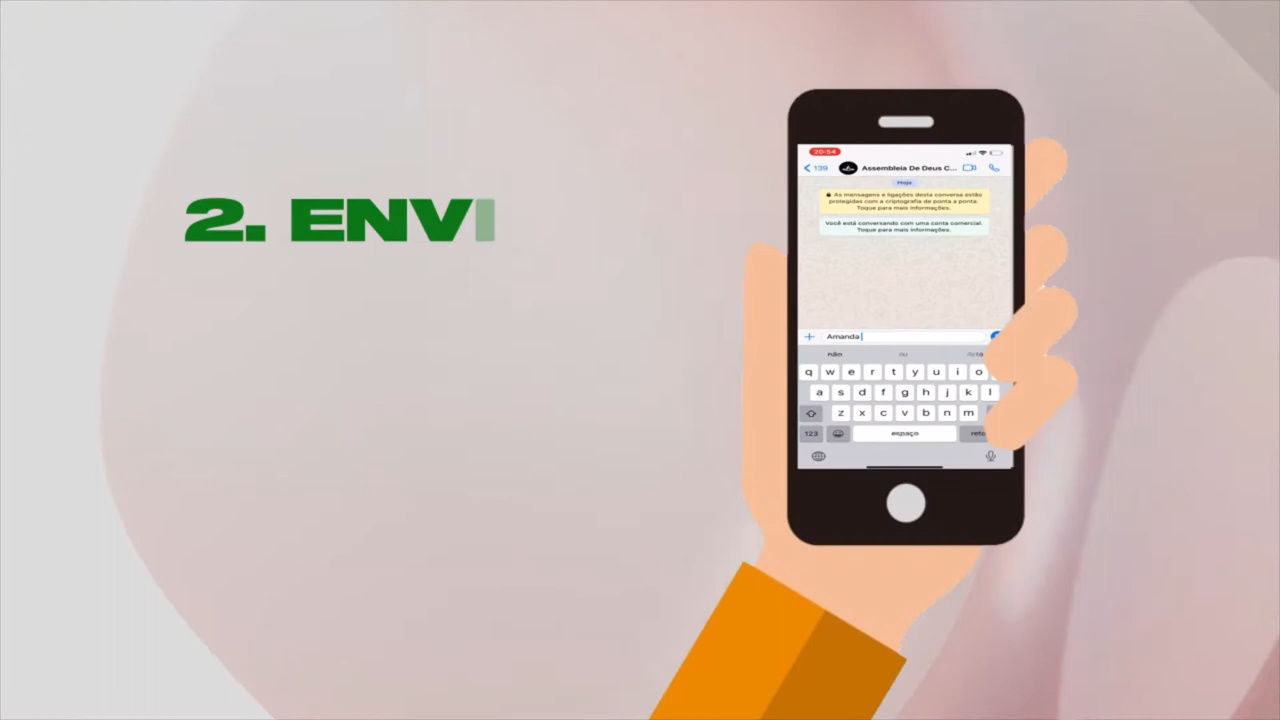 2. ENVI
20:54
139
Assembleia De Deus C...
Hoje
As mensagens e ligações desta conversa estão
protegidas com a criptografia de ponta a ponta.
Toque para mais informações.
Você está conversando com uma conta comercial.
Toque para mais informações.
Amanda
não
q w e r t y u i o
a s d f g h j k l
z x c v b n m
123
espaço
reto